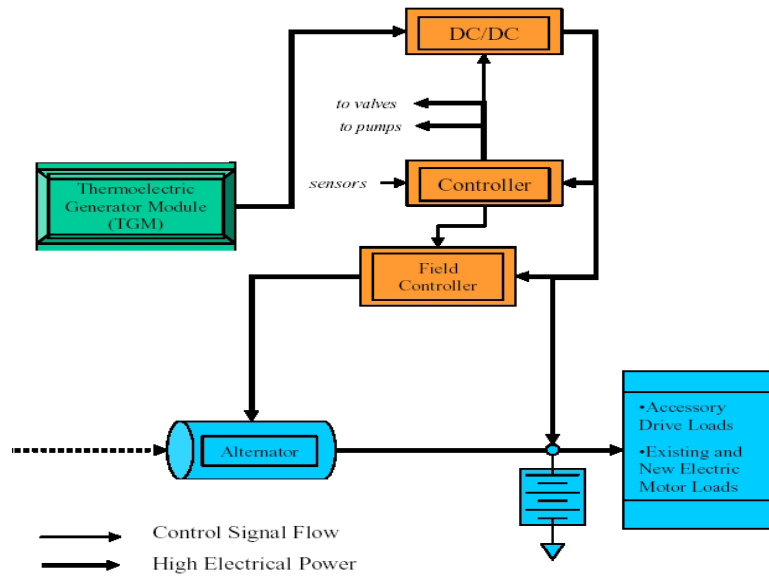 DC/DC
to valves
to pumps
sensors
Controller
Thermoelectric
Generator Module
(TGM)
Field
Controller
Alternator
•Accessory
Drive Loads
•Existing and
New Electric
Motor Loads
Control Signal Flow
High Electrical Power